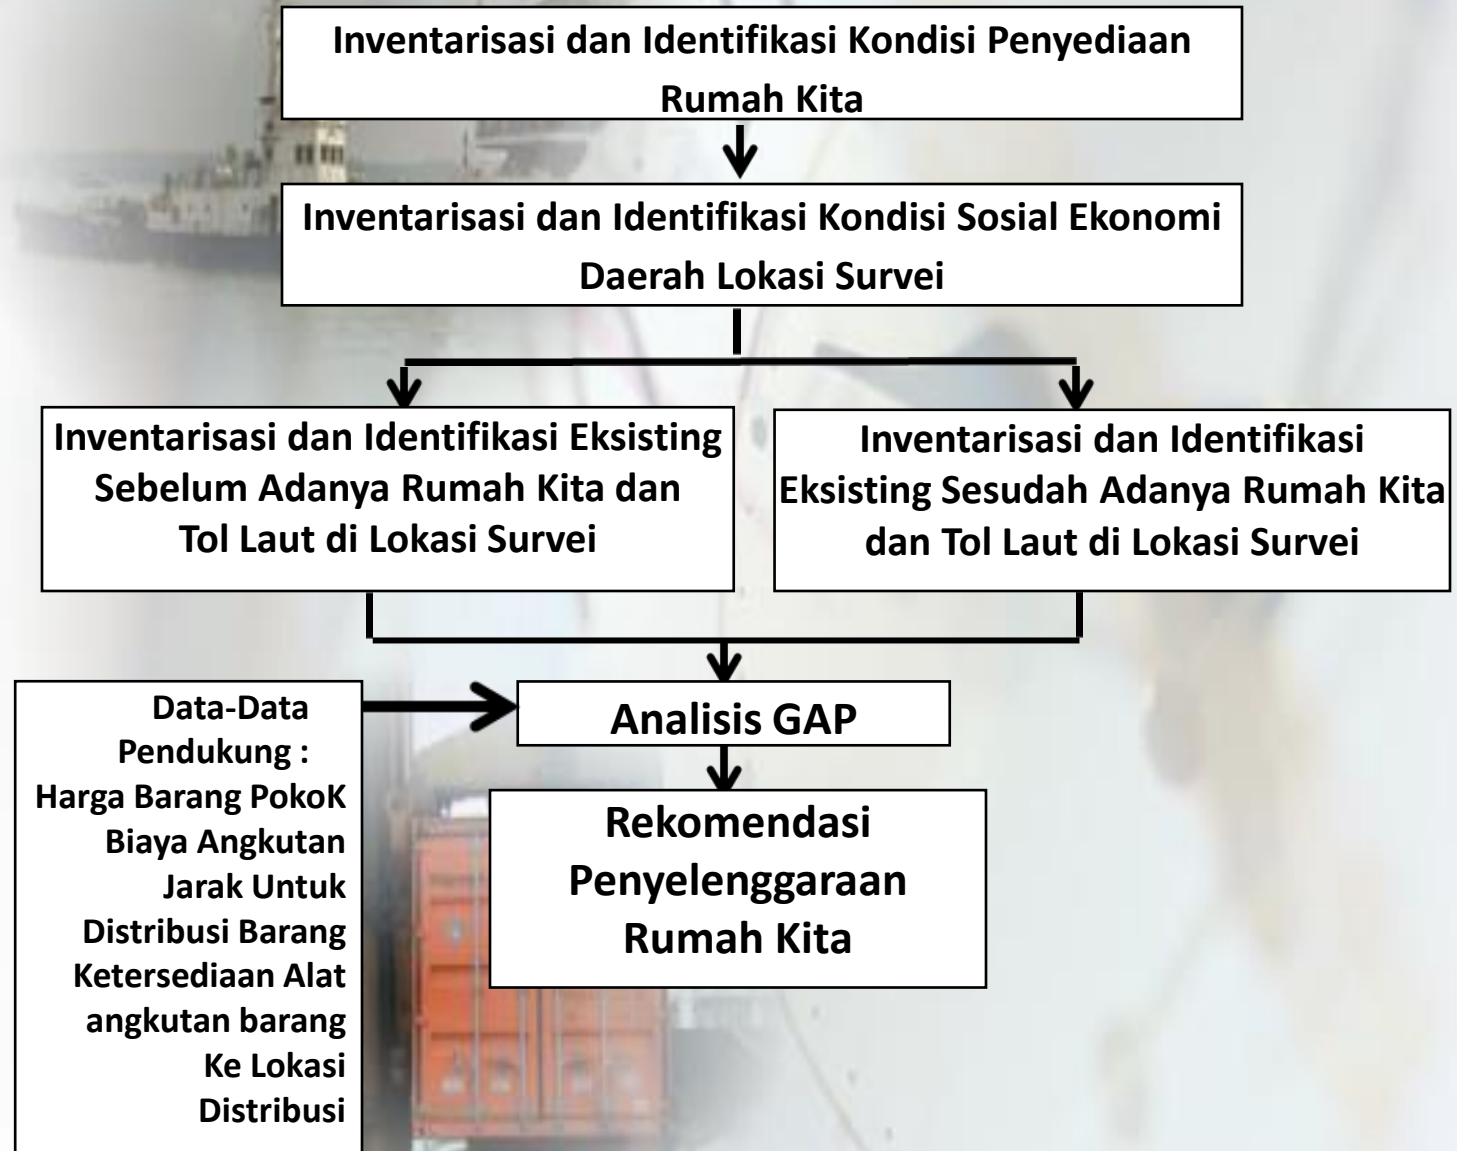 Inventarisasi dan Identifikasi Kondisi Penyediaan
Rumah Kita
Inventarisasi dan Identifikasi Kondisi Sosial Ekonomi
Daerah Lokasi Survei
Inventarisasi dan Identifikasi Eksisting
Sebelum Adanya Rumah Kita dan
Tol Laut di Lokasi Survei
Inventarisasi dan Identifikasi
Eksisting Sesudah Adanya Rumah Kita
dan Tol Laut di Lokasi Survei
Data-Data
Pendukung :
Harga Barang PokoK
Biaya Angkutan
Jarak Untuk
Distribusi Barang
Ketersediaan Alat
angkutan barang
Ke Lokasi
Distribusi
Analisis GAP
Rekomendasi
Penyelenggaraan
Rumah Kita